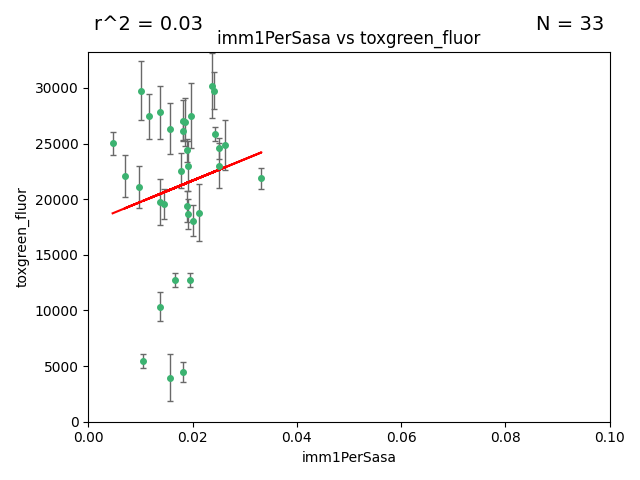 r^2 = 0.03
N = 33
imm1PerSasa vs toxgreen_fluor
30000
25000
20000
15000
10000
5000
0
toxgreen_fluor
0.00
0.02
0.04
0.06
0.08
0.10
imm1PerSasa